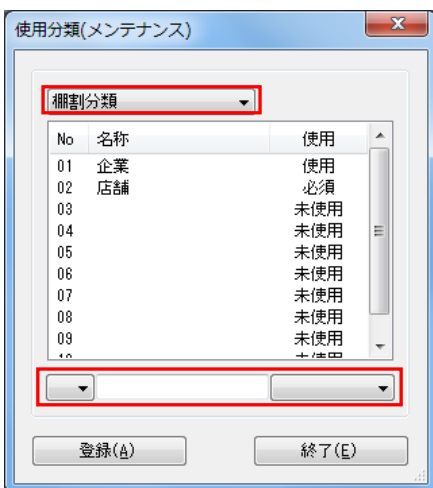 使用分類(メンテナンス)
棚割分類
No 名称 使用
01 企業 使用
02 店舗 必須
03 未使用
04 未使用
05 未使用
06 未使用
07 未使用
08 未使用
09 未使用
登録(A) 終了(E)